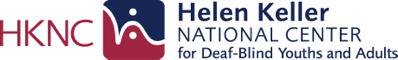 HKNC
Helen Keller
NATIONAL CENTER
for Deaf-Blind Youths and Adults